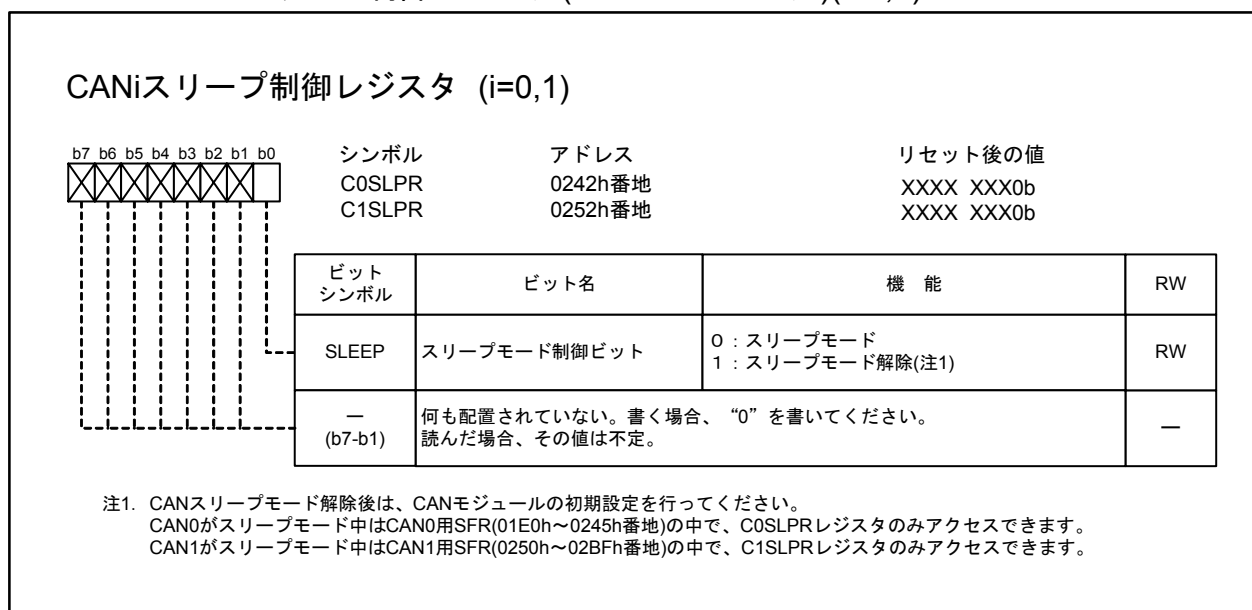 CANiスリープ制御レジスタ (i=0,1)
b7 b6 b5 b4 b3 b2 b1 b0
シンボル アドレス リセット後の値
C0SLPR 0242h番地 XXXX XXX0b
C1SLPR 0252h番地 XXXX XXX0b
ビット
シンボル
ビット名
機 能
RW
SLEEP
スリープモード制御ビット
0:スリープモード
1:スリープモード解除(注1)
RW
—
(b7-b1)
何も配置されていない。書く場合、“0”を書いてください。
読んだ場合、その値は不定。
—
注1. CANスリープモード解除後は、CANモジュールの初期設定を行ってください。
CAN0がスリープモード中はCAN0用SFR(01E0h~0245h番地)の中で、C0SLPRレジスタのみアクセスできます。
CAN1がスリープモード中はCAN1用SFR(0250h~02BFh番地)の中で、C1SLPRレジスタのみアクセスできます。